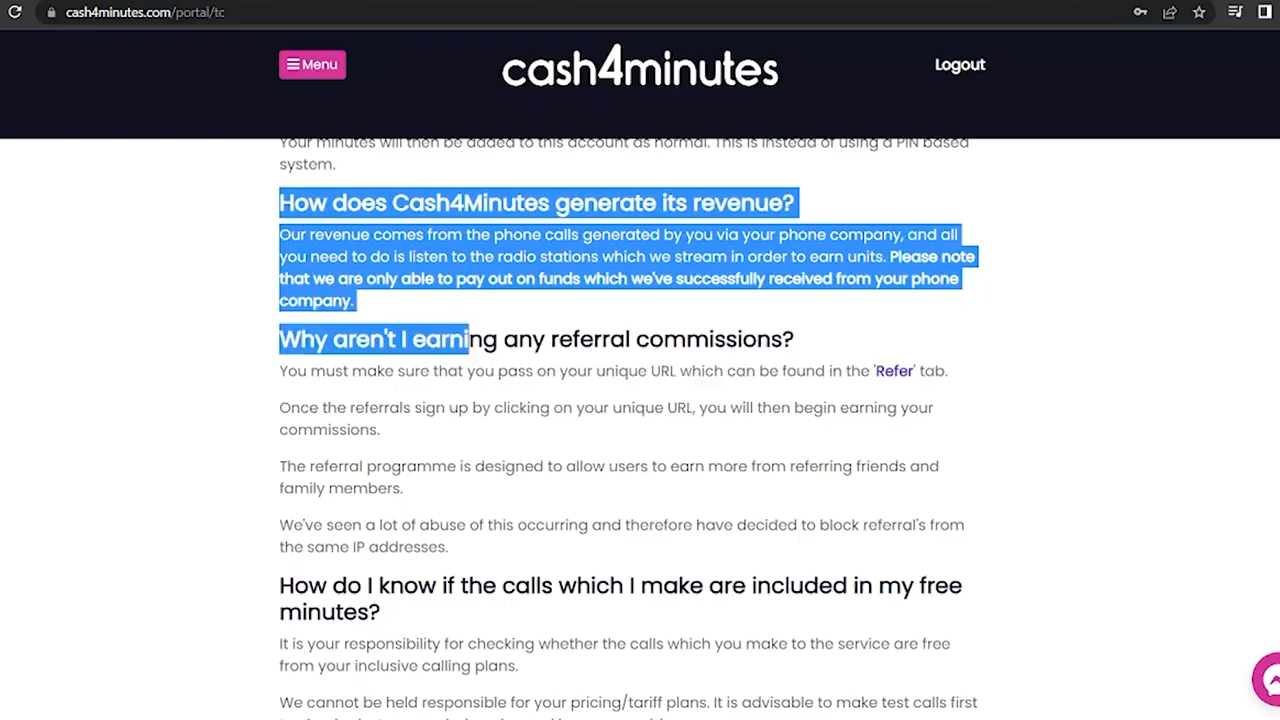 cash4minutes.com/portal/tc
Menu
cash4minutes
Logout
Your minutes will then be added to this account as normal. This is instead of using a PIN based
system.
How does Cash4Minutes generate its revenue?
Our revenue comes from the phone calls generated by you via your phone company, and all
you need to do is listen to the radio stations which we stream in order to earn units. Please note
that we are only able to pay out on funds which we've successfully received from your phone
company.
Why aren't I earning any referral commissions?
You must make sure that you pass on your unique URL which can be found in the 'Refer' tab.
Once the referrals sign up by clicking on your unique URL, you will then begin earning your
commissions.
The referral programme is designed to allow users to earn more from referring friends and
family members.
We've seen a lot of abuse of this occurring and therefore have decided to block referral's from
the same IP addresses.
How do I know if the calls which I make are included in my free
minutes?
It is your responsibility for checking whether the calls which you make to the service are free
from your inclusive calling plans.
We cannot be held responsible for your pricing/tariff plans. It is advisable to make test calls first